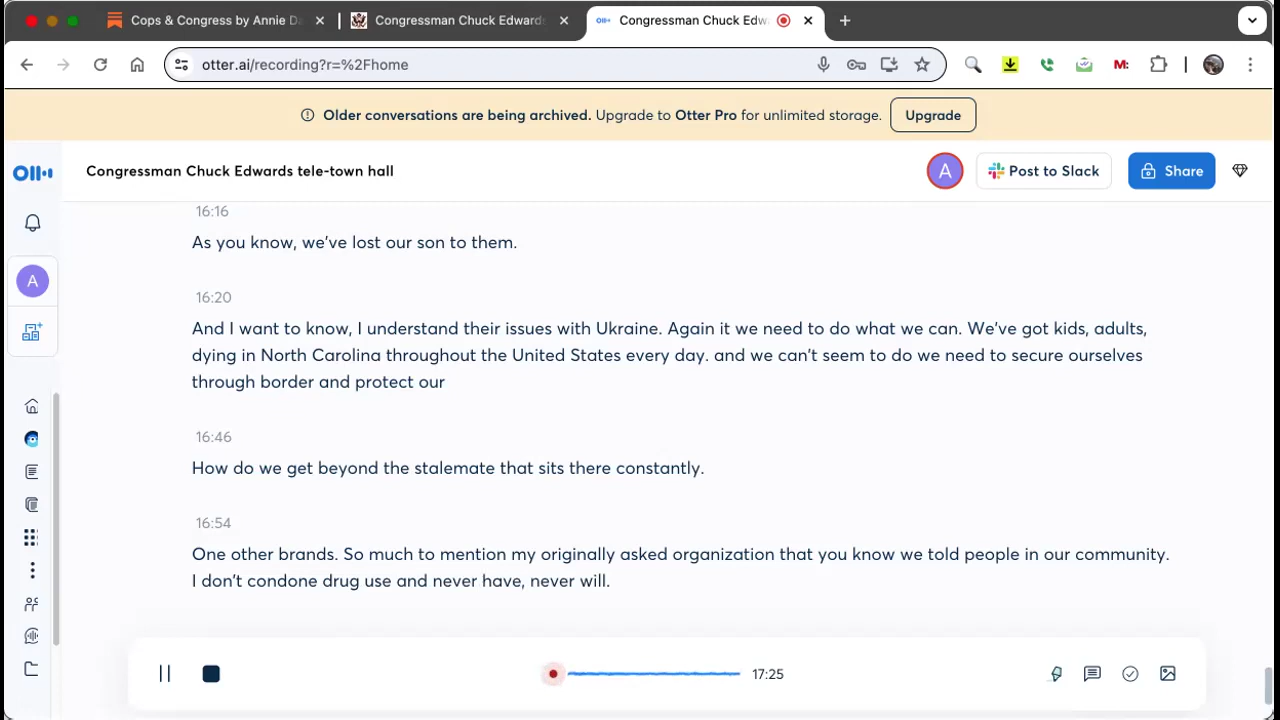 Cops & Congress by Annie Da
Congressman Chuck Edwards
Congressman Chuck Edw
otter.ai/recording?r=%2Fhome
M:
Older conversations are being archived. Upgrade to Otter Pro for unlimited storage.
Upgrade
Congressman Chuck Edwards tele-town hall
A
Post to Slack
Share
A
16:16
As you know, we've lost our son to them.
16:20
And I want to know, I understand their issues with Ukraine. Again it we need to do what we can. We've got kids, adults,
dying in North Carolina throughout the United States every day. and we can't seem to do we need to secure ourselves
through border and protect our
16:46
How do we get beyond the stalemate that sits there constantly.
16:54
One other brands. So much to mention my originally asked organization that you know we told people in our community.
I don't condone drug use and never have, never will.
17:25